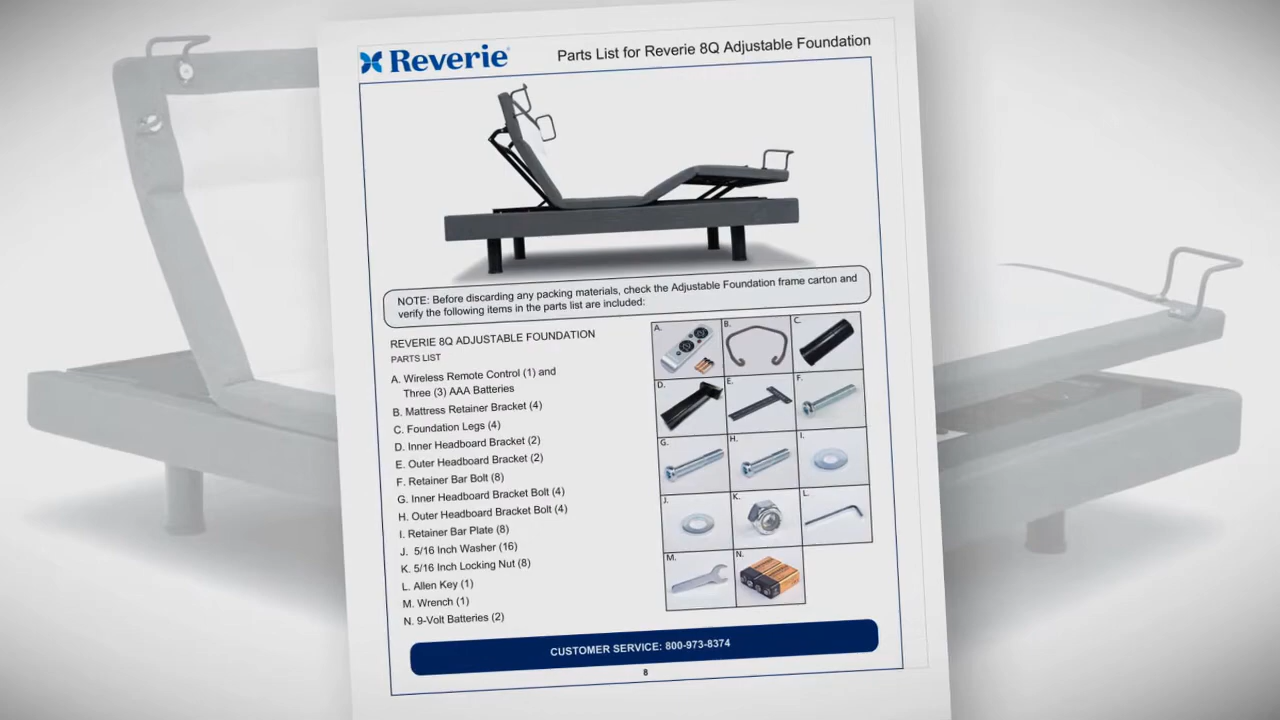 Reverie
Parts List for Reverie 8Q Adjustable Foundation
NOTE: Before discarding any packing materials, check the Adjustable Foundation frame carton and
verify the following items in the parts list are included:
REVERIE 8Q ADJUSTABLE FOUNDATION
PARTS LIST
A. Wireless Remote Control (1) and
Three (3) AAA Batteries
B. Mattress Retainer Bracket (4)
C. Foundation Legs (4)
D. Inner Headboard Bracket (2)
E. Outer Headboard Bracket (2)
F. Retainer Bar Bolt (8)
G. Inner Headboard Bracket Bolt (4)
H. Outer Headboard Bracket Bolt (4)
I. Retainer Bar Plate (8)
J. 5/16 Inch Washer (16)
K. 5/16 Inch Locking Nut (8)
L. Allen Key (1)
M. Wrench (1)
N. 9-Volt Batteries (2)
A.
B.
C.
D.
E.
F.
G.
H.
I.
J.
K.
L.
M.
N.
CUSTOMER SERVICE: 800-973-8374
8